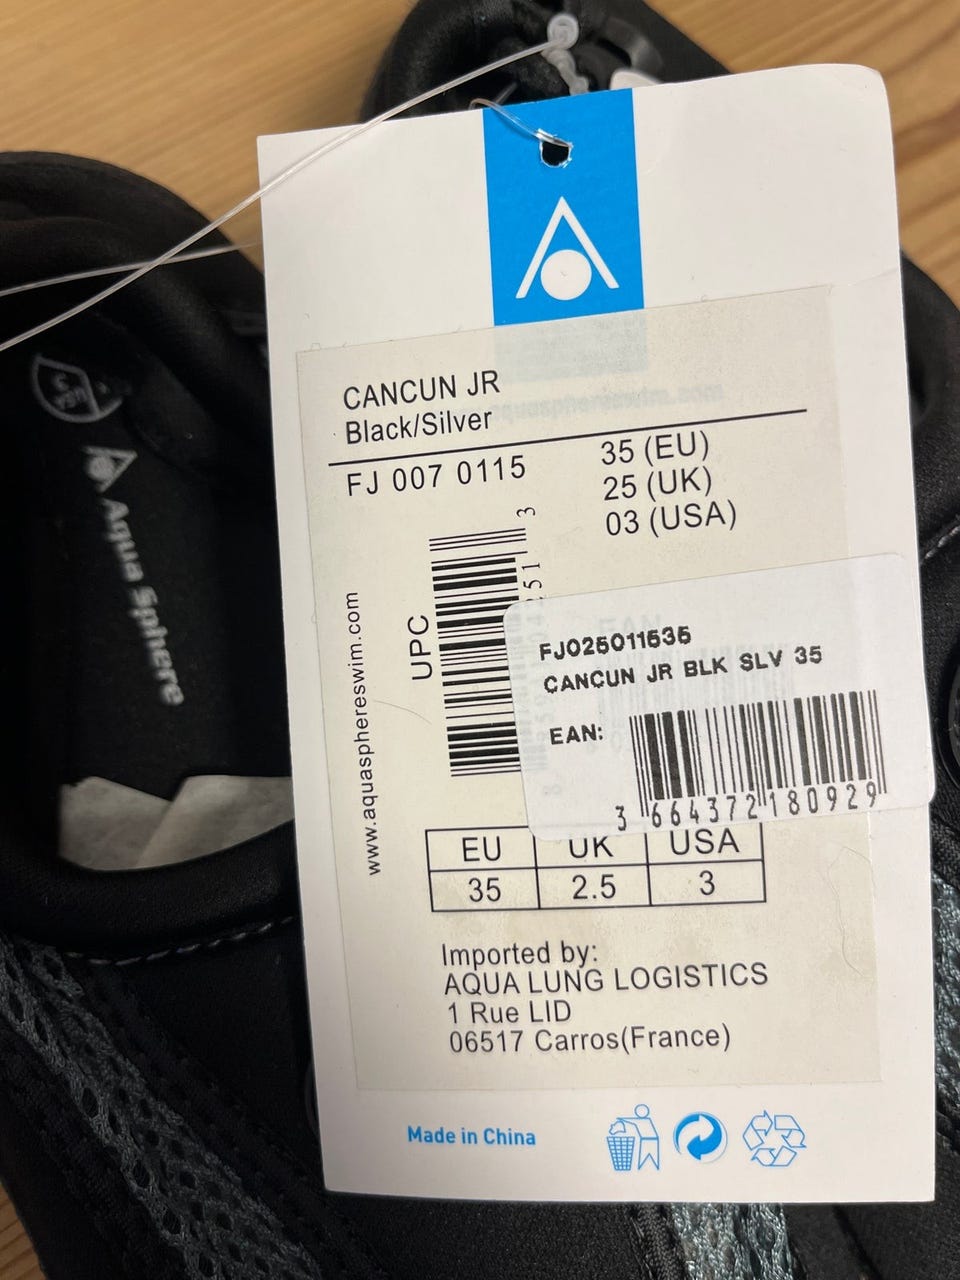 CANCUN JR
Black/Silver
FJ 007 0115
35 (EU)
25 (UK)
03 (USA)
UPC
3
www.aquasphereswim.com
FJ025011535
CANCUN JR BLK SLV 35
EAN:
3 664372 180929
EU UK USA
35 2.5 3
Imported by:
AQUA LUNG LOGISTICS
1 Rue LID
06517 Carros(France)
Made in China
Aqua Sphere